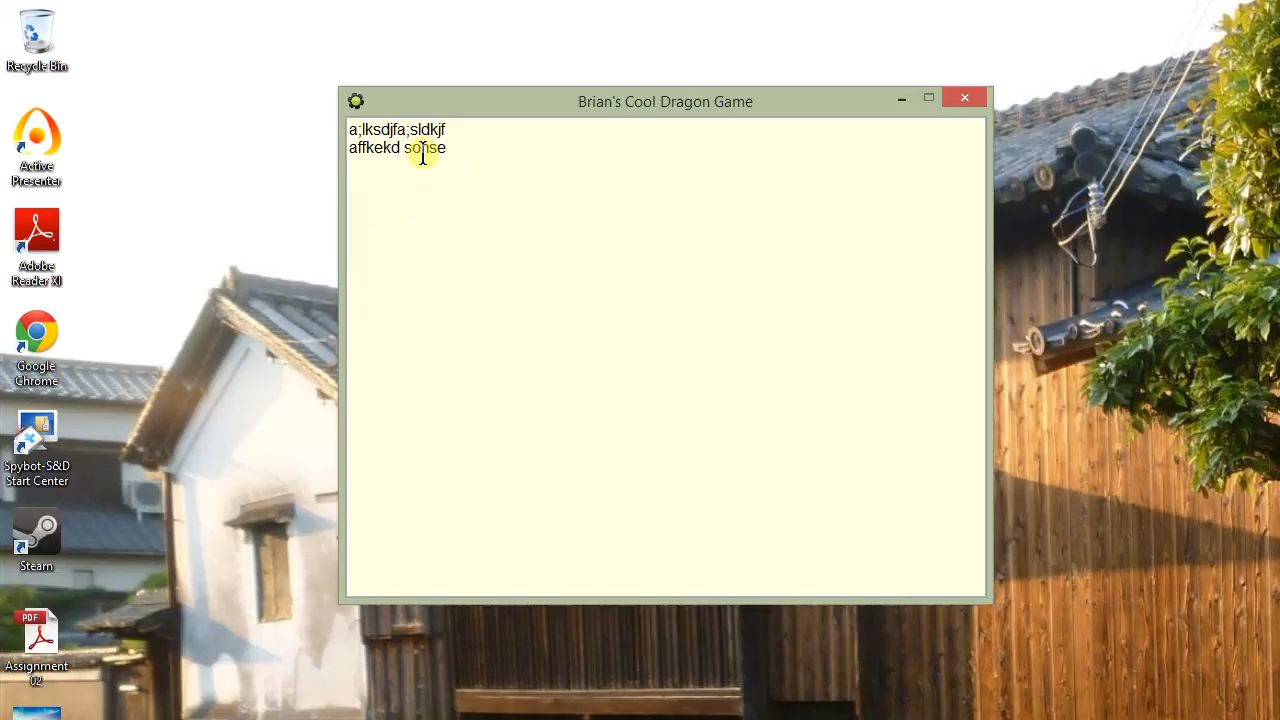 Recycle Bin
Active
Presenter
Adobe
Reader XI
Google
Chrome
Spybot-S&D
Start Center
Steam
PDF
Assignment
02
Brian's Cool Dragon Game
a;lksdjfa;sldkjf
affkekd sonse